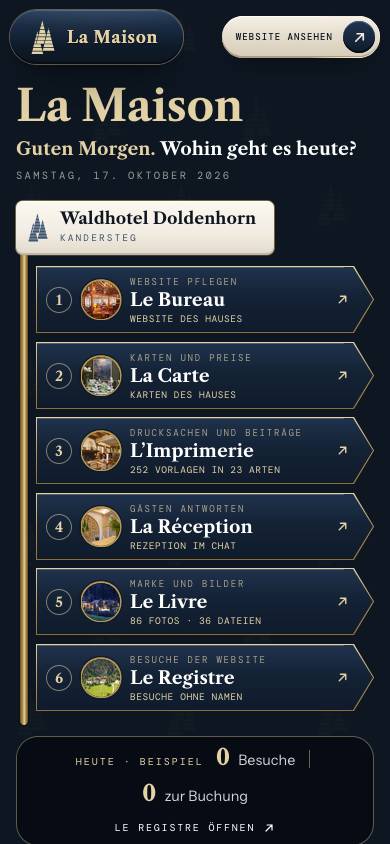 La Maison
WEBSITE ANSEHEN
La Maison
Guten Morgen. Wohin geht es heute?
SAMSTAG, 17. OKTOBER 2026
Waldhotel Doldenhorn
KANDERSTEG
WEBSITE PFLEGEN
1 Le Bureau
WEBSITE DES HAUSES
KARTEN UND PREISE
2 La Carte
KARTEN DES HAUSES
DRUCKSACHEN UND BEITRÄGE
3 L’Imprimerie
252 VORLAGEN IN 23 ARTEN
GÄSTEN ANTWORTEN
4 La Réception
REZEPTION IM CHAT
MARKE UND BILDER
5 Le Livre
86 FOTOS · 36 DATEIEN
BESUCHE DER WEBSITE
6 Le Registre
BESUCHE OHNE NAMEN
HEUTE · BEISPIEL 0 Besuche
0 zur Buchung
LE REGISTRE ÖFFNEN